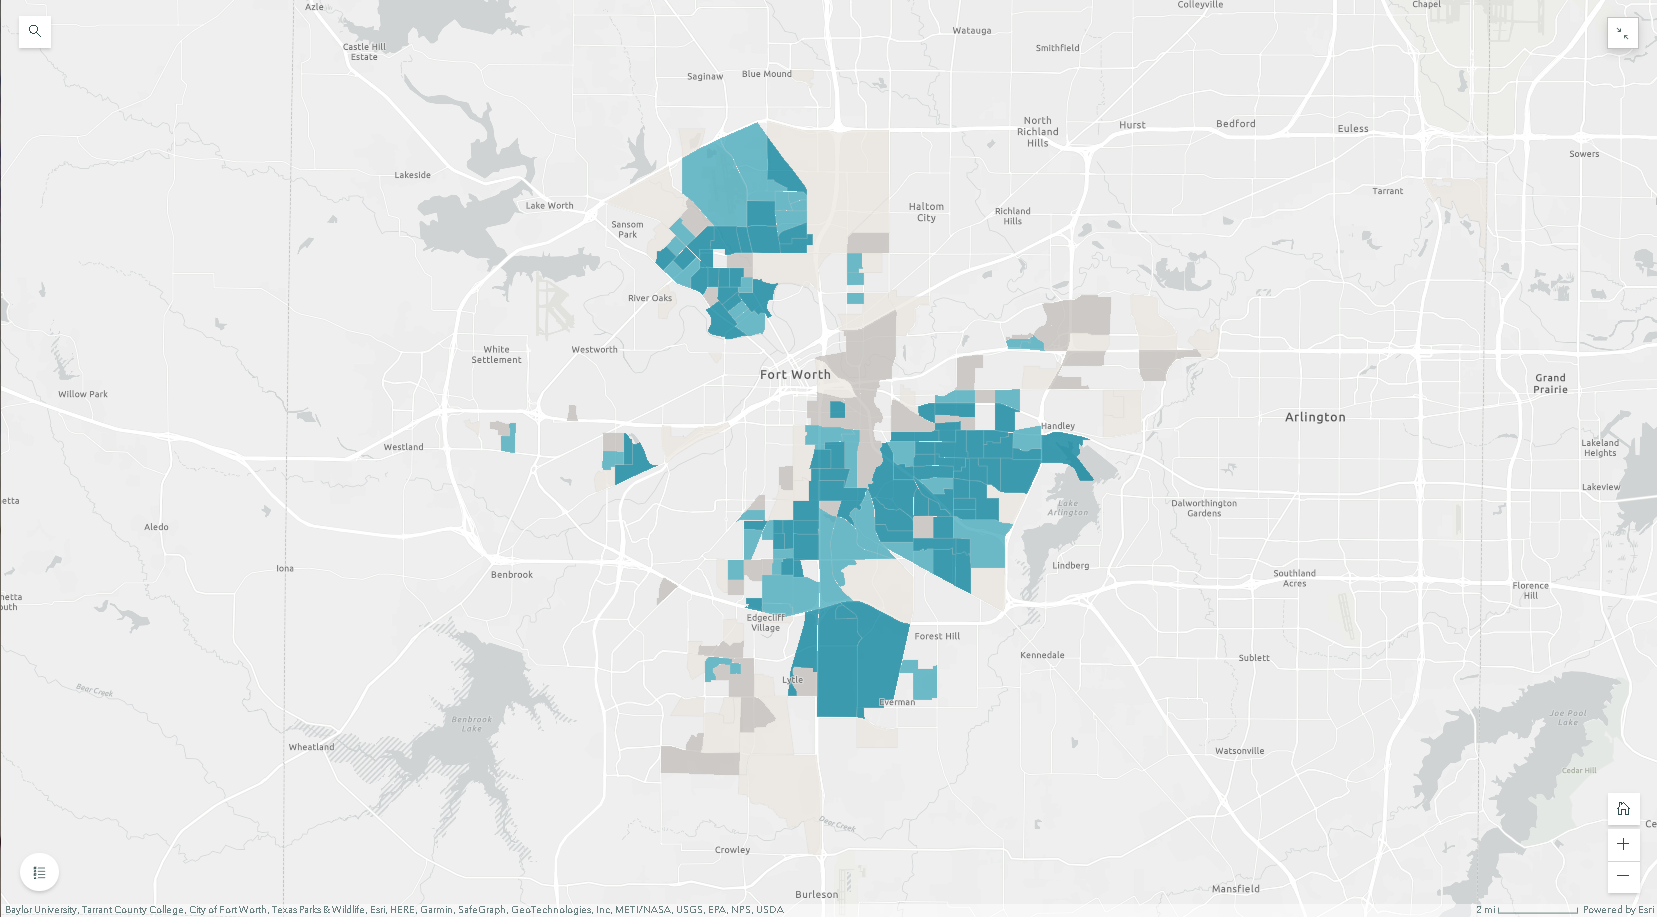 Azle
Colleyville
Chapel
Castle Hill
Estate
Watauga
Smithfield
Saginaw
Blue Mound
North
Richland
Hills
Hurst
Bedford
Euless
Sowers
Lakeside
Tarrant
Lake Worth
Sansom
Park
Haltom
City
Richland
Hills
River Oaks
White
Settlement
Westworth
Fort Worth
Grand
Prairie
Willow Park
Arlington
Handley
Westland
Lakeland
Heights
Lakeview
etta
Lake
Arlington
Dalworthington
Gardens
Aledo
Iona
Benbrook
Lindberg
Southland
Acres
Florence
Hill
netta
outh
Edgecliff
Village
Forest Hill
Kennedale
Sublett
Lytle
Bear Creek
Everman
Benbrook
Lake
Joe Pool
Lake
Wheatland
Watsonville
Cedar Hill
Deer Creek
Ce
Crowley
Burleson
Mansfield
Baylor University, Tarrant County College, City of Fort Worth, Texas Parks & Wildlife, Esri, HERE, Garmin, SafeGraph, GeoTechnologies, Inc, METI/NASA, USGS, EPA, NPS, USDA
2 mi
Powered by Esri